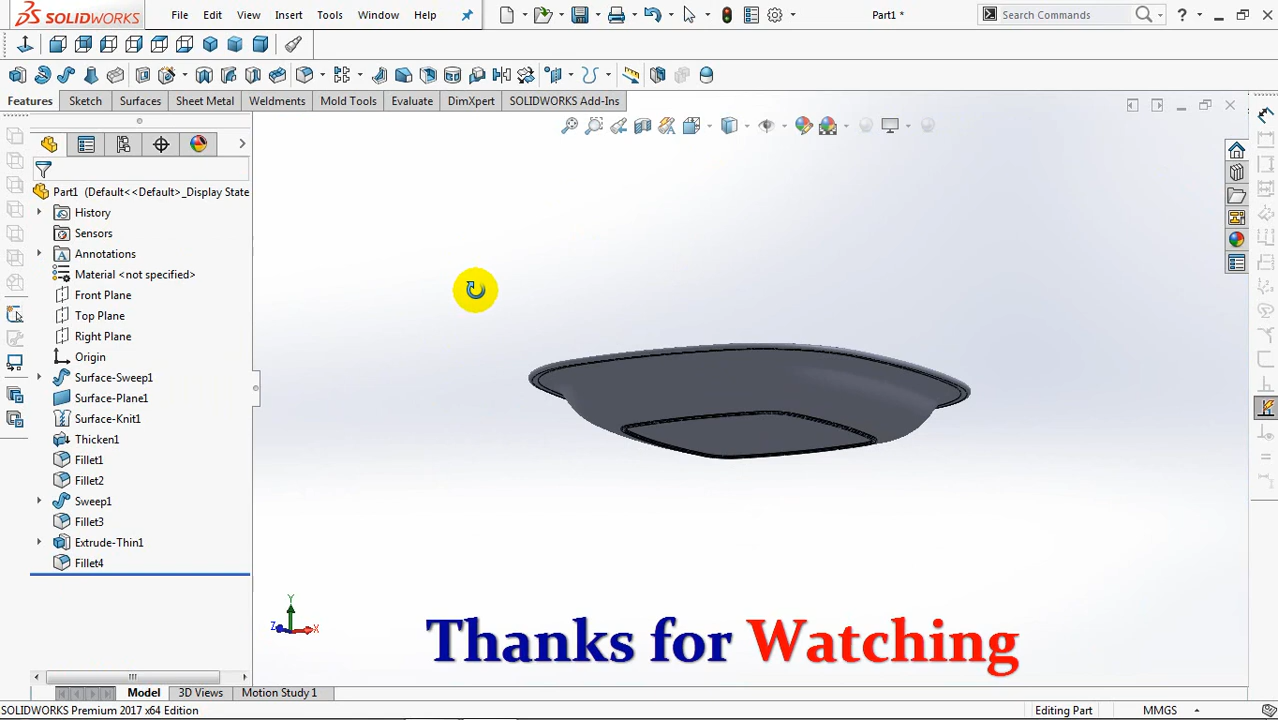 SOLIDWORKS
File Edit View Insert Tools Window Help
Part1 *
Search Commands
Features Sketch Surfaces Sheet Metal Weldments Mold Tools Evaluate DimXpert SOLIDWORKS Add-Ins
Part1 (Default<<Default>_Display State
History
Sensors
Annotations
Material <not specified>
Front Plane
Top Plane
Right Plane
Origin
Surface-Sweep1
Surface-Plane1
Surface-Knit1
Thicken1
Fillet1
Fillet2
Sweep1
Fillet3
Extrude-Thin1
Fillet4
Y
Z X
Thanks for Watching
Model 3D Views Motion Study 1
SOLIDWORKS Premium 2017 x64 Edition Editing Part MMGS